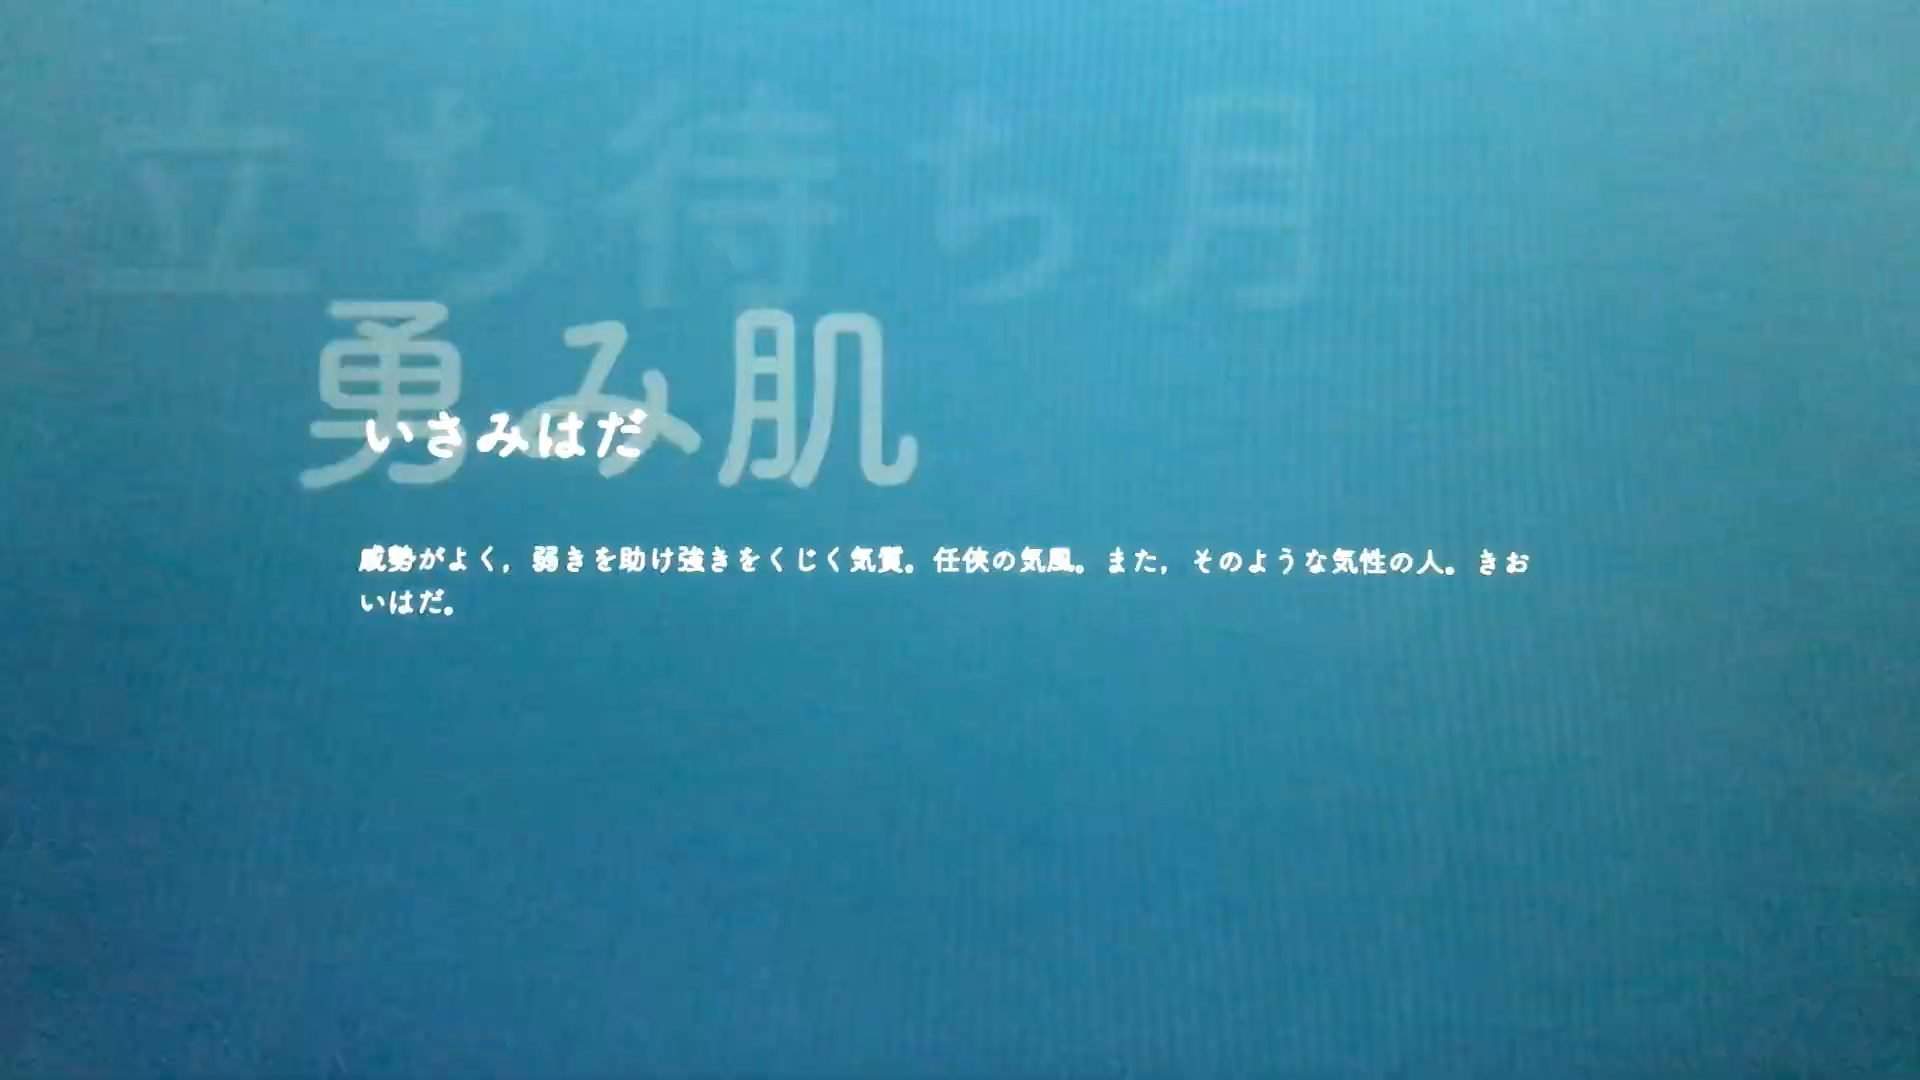 立ち待ち月
勇み肌
いさみはだ
威勢がよく，弱きを助け強きをくじく気質。任侠の気風。また，そのような気性の人。きお
いはだ。